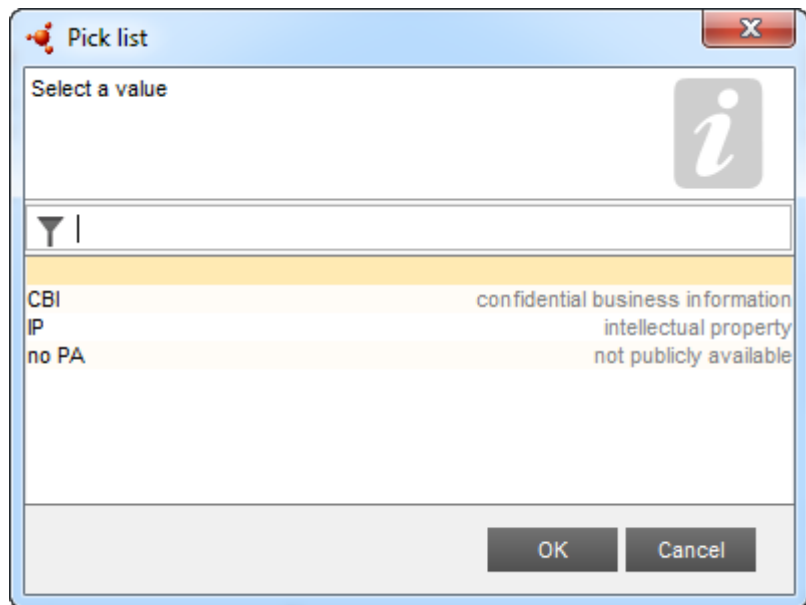 Pick list
Select a value
CBI confidential business information
IP intellectual property
no PA not publicly available
OK Cancel